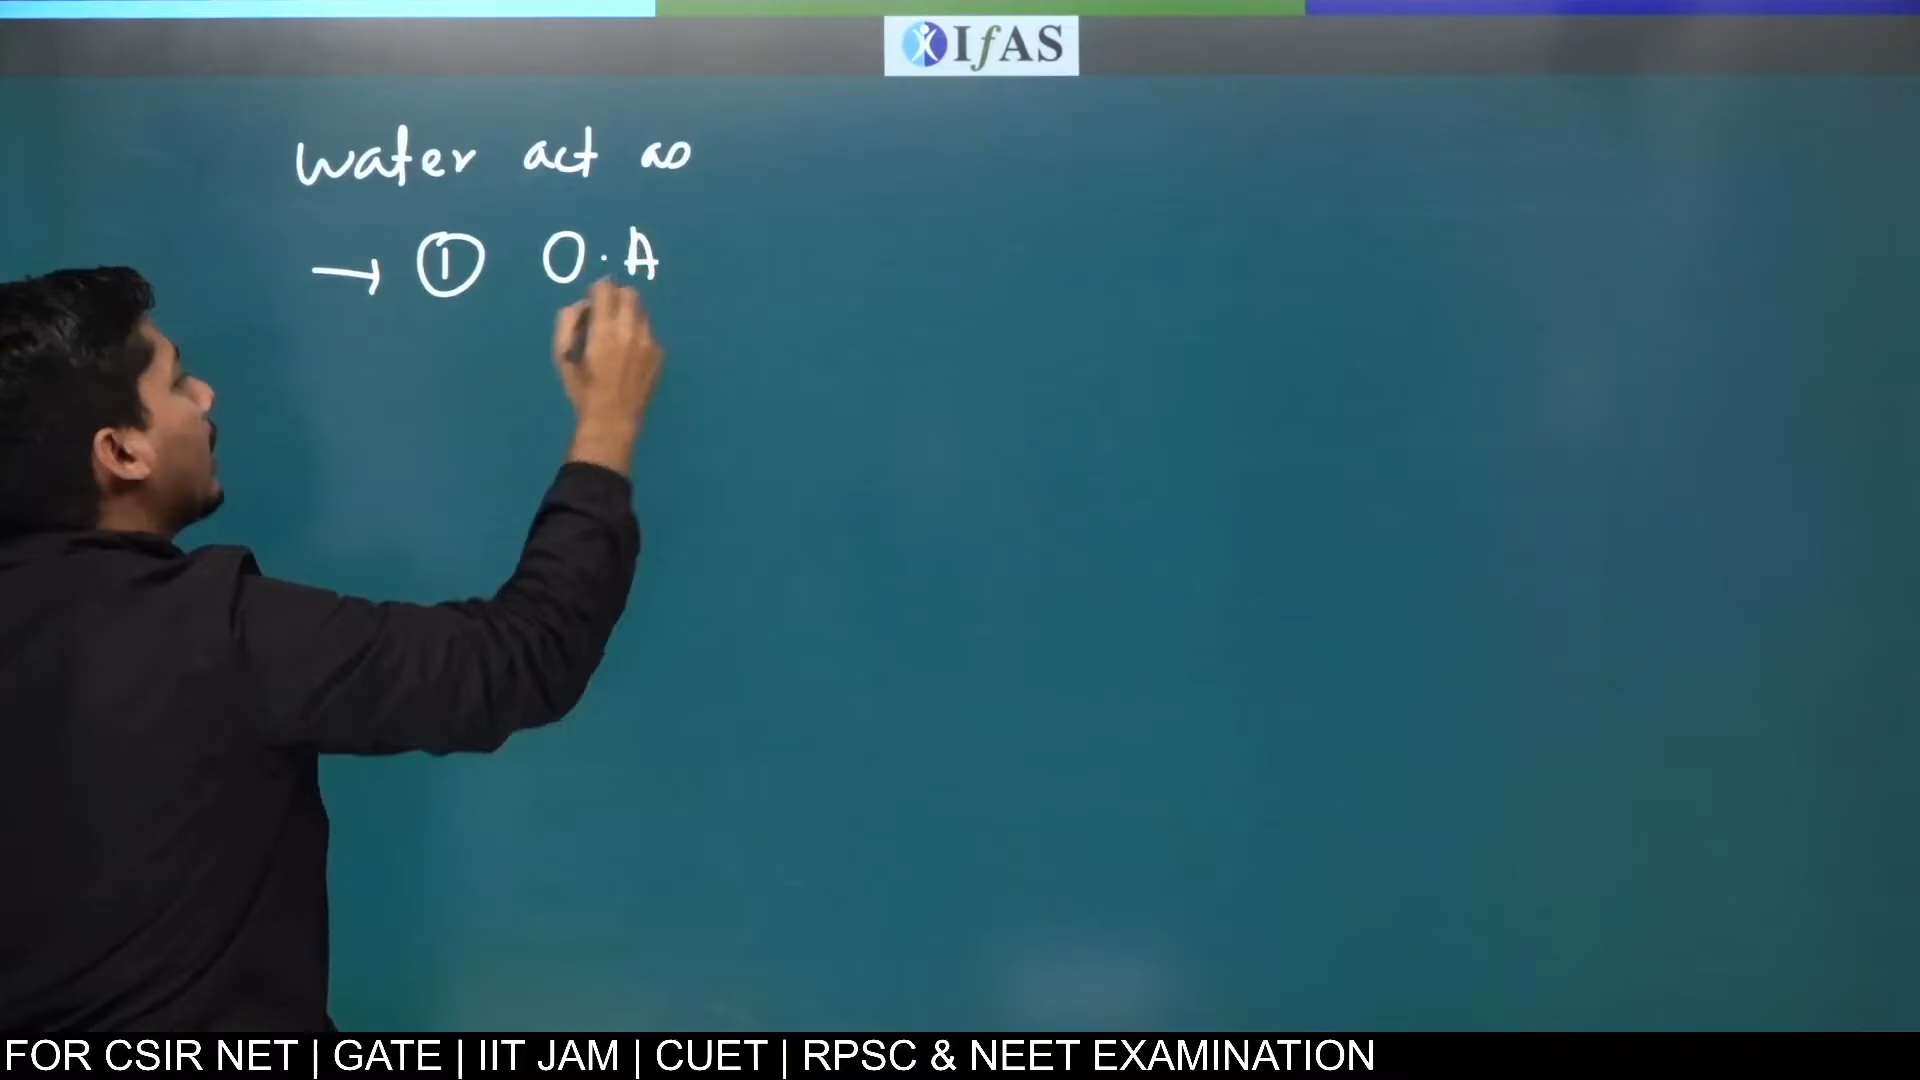 IfAS
water act as
→ ① O.A
FOR CSIR NET | GATE | IIT JAM | CUET | RPSC & NEET EXAMINATION